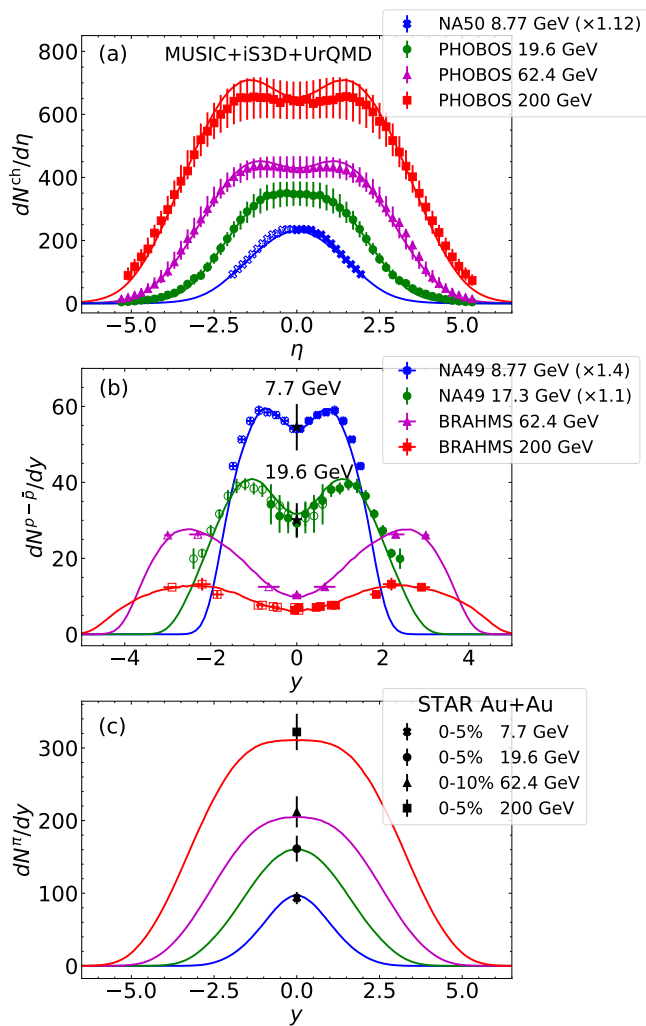 NA50 8.77 GeV (×1.12)
PHOBOS 19.6 GeV
PHOBOS 62.4 GeV
PHOBOS 200 GeV
(a)
MUSIC+iS3D+UrQMD
800
600
400
200
0
dN^ch/dη
−5.0 −2.5 0.0 2.5 5.0
η
NA49 8.77 GeV (×1.4)
NA49 17.3 GeV (×1.1)
BRAHMS 62.4 GeV
BRAHMS 200 GeV
(b)
7.7 GeV
19.6 GeV
60
40
20
0
dN^{p−p̄}/dy
−4 −2 0 2 4
y
STAR Au+Au
0-5% 7.7 GeV
0-5% 19.6 GeV
0-10% 62.4 GeV
0-5% 200 GeV
(c)
300
200
100
0
dN^π/dy
−5.0 −2.5 0.0 2.5 5.0
y